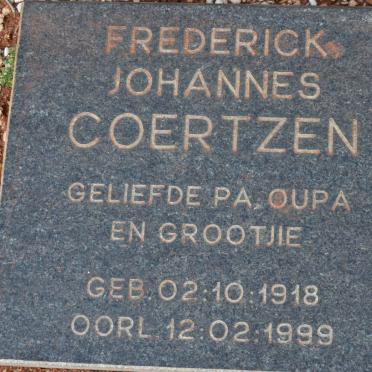 FREDERICK
JOHANNES
COERTZEN
GELIEFDE PA, OUPA
EN GROOTJIE
GEB. 02:10:1918
OORL. 12:02:1999